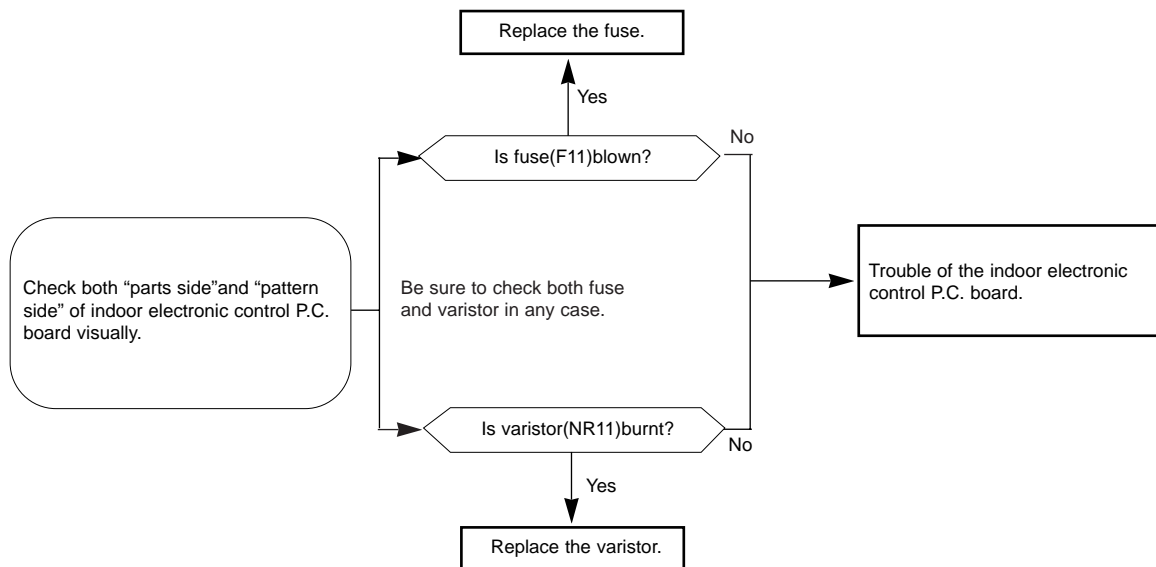 Replace the fuse.
Yes
Is fuse(F11)blown?
No
Check both “parts side”and “pattern
side” of indoor electronic control P.C.
board visually.
Be sure to check both fuse
and varistor in any case.
Trouble of the indoor electronic
control P.C. board.
Is varistor(NR11)burnt?
No
Yes
Replace the varistor.